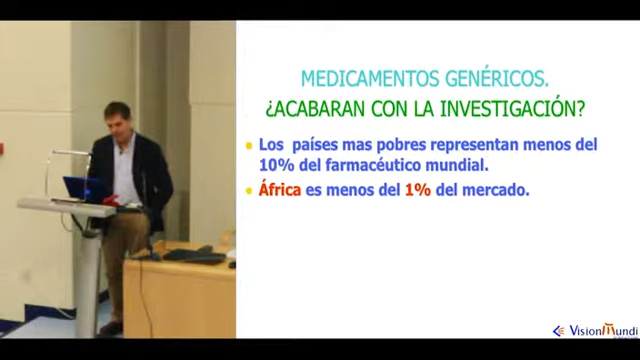 MEDICAMENTOS GENÉRICOS.
¿ACABARAN CON LA INVESTIGACIÓN?
Los países mas pobres representan menos del
10% del farmacéutico mundial.
África es menos del 1% del mercado.
VisionMundi